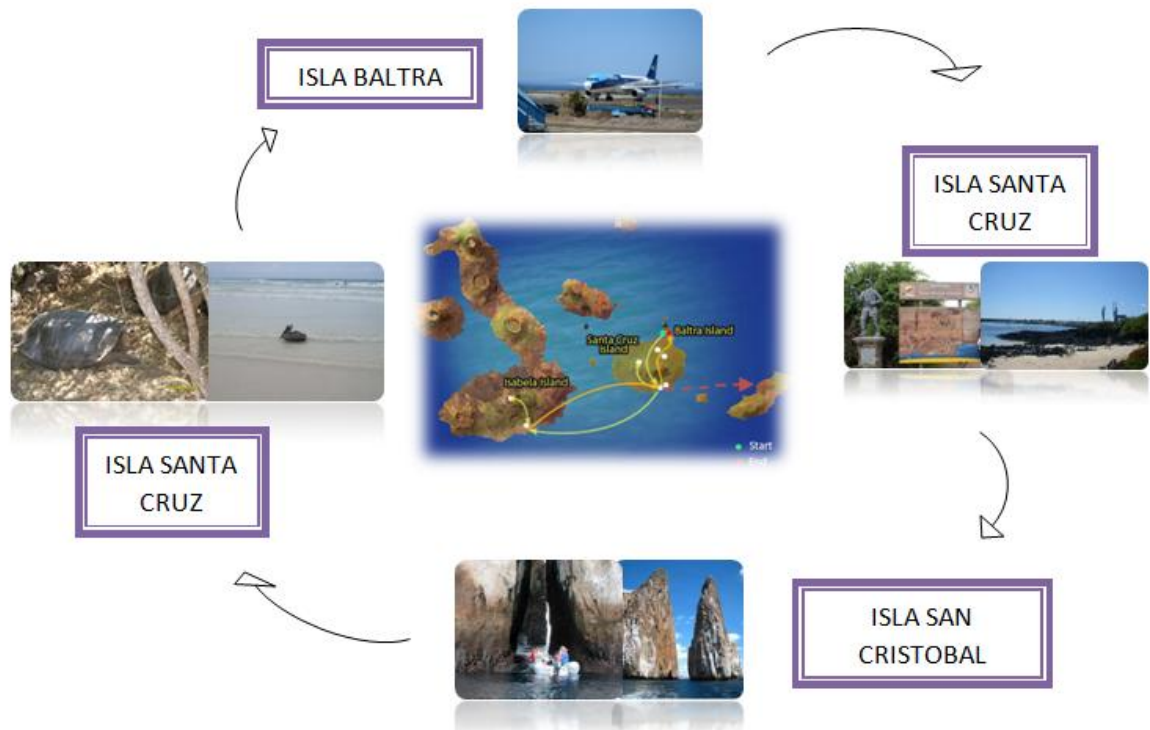 ISLA BALTRA
ISLA SANTA
CRUZ
Baltra Island
Santa Cruz
Island
Isabela Island
Start
End
ISLA SANTA
CRUZ
ISLA SAN
CRISTOBAL